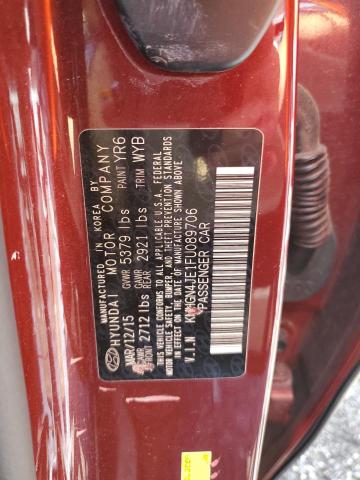 MANUFACTURED IN KOREA BY
HYUNDAI MOTOR COMPANY
MAR/12/15 GVWR 5379 lbs PAINT YR6
GAWR FRONT 2712 lbs GAWR REAR 2921 lbs TRIM WYB
THIS VEHICLE CONFORMS TO ALL APPLICABLE U.S.A. FEDERAL
MOTOR VEHICLE SAFETY, BUMPER, AND THEFT PREVENTION STANDARDS
IN EFFECT ON THE DATE OF MANUFACTURE SHOWN ABOVE.
V.I.N KMHGN4JE1FU089706
PASSENGER CAR